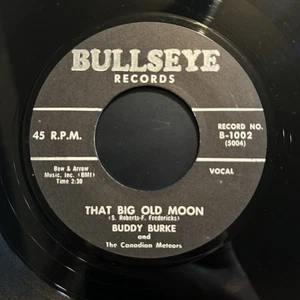 BULLSEYE
RECORDS
45 R.P.M.
RECORD NO.
B-1002
(5004)
Bow & Arrow
Music, Inc. (BMI)
Time 2:30
VOCAL
THAT BIG OLD MOON
(S. Roberts-F. Fredericks)
BUDDY BURKE
and
The Canadian Meteors